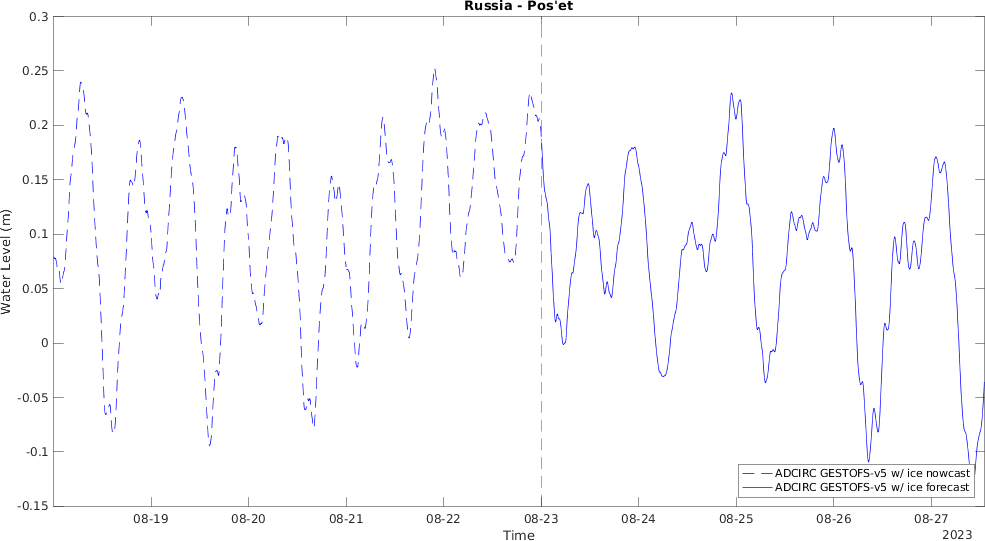 Russia - Pos'et
0.3
0.25
0.2
0.15
0.1
0.05
0
-0.05
-0.1
-0.15
Water Level (m)
ADCIRC GESTOFS-v5 w/ ice nowcast
ADCIRC GESTOFS-v5 w/ ice forecast
08-19 08-20 08-21 08-22 08-23 08-24 08-25 08-26 08-27
Time
2023